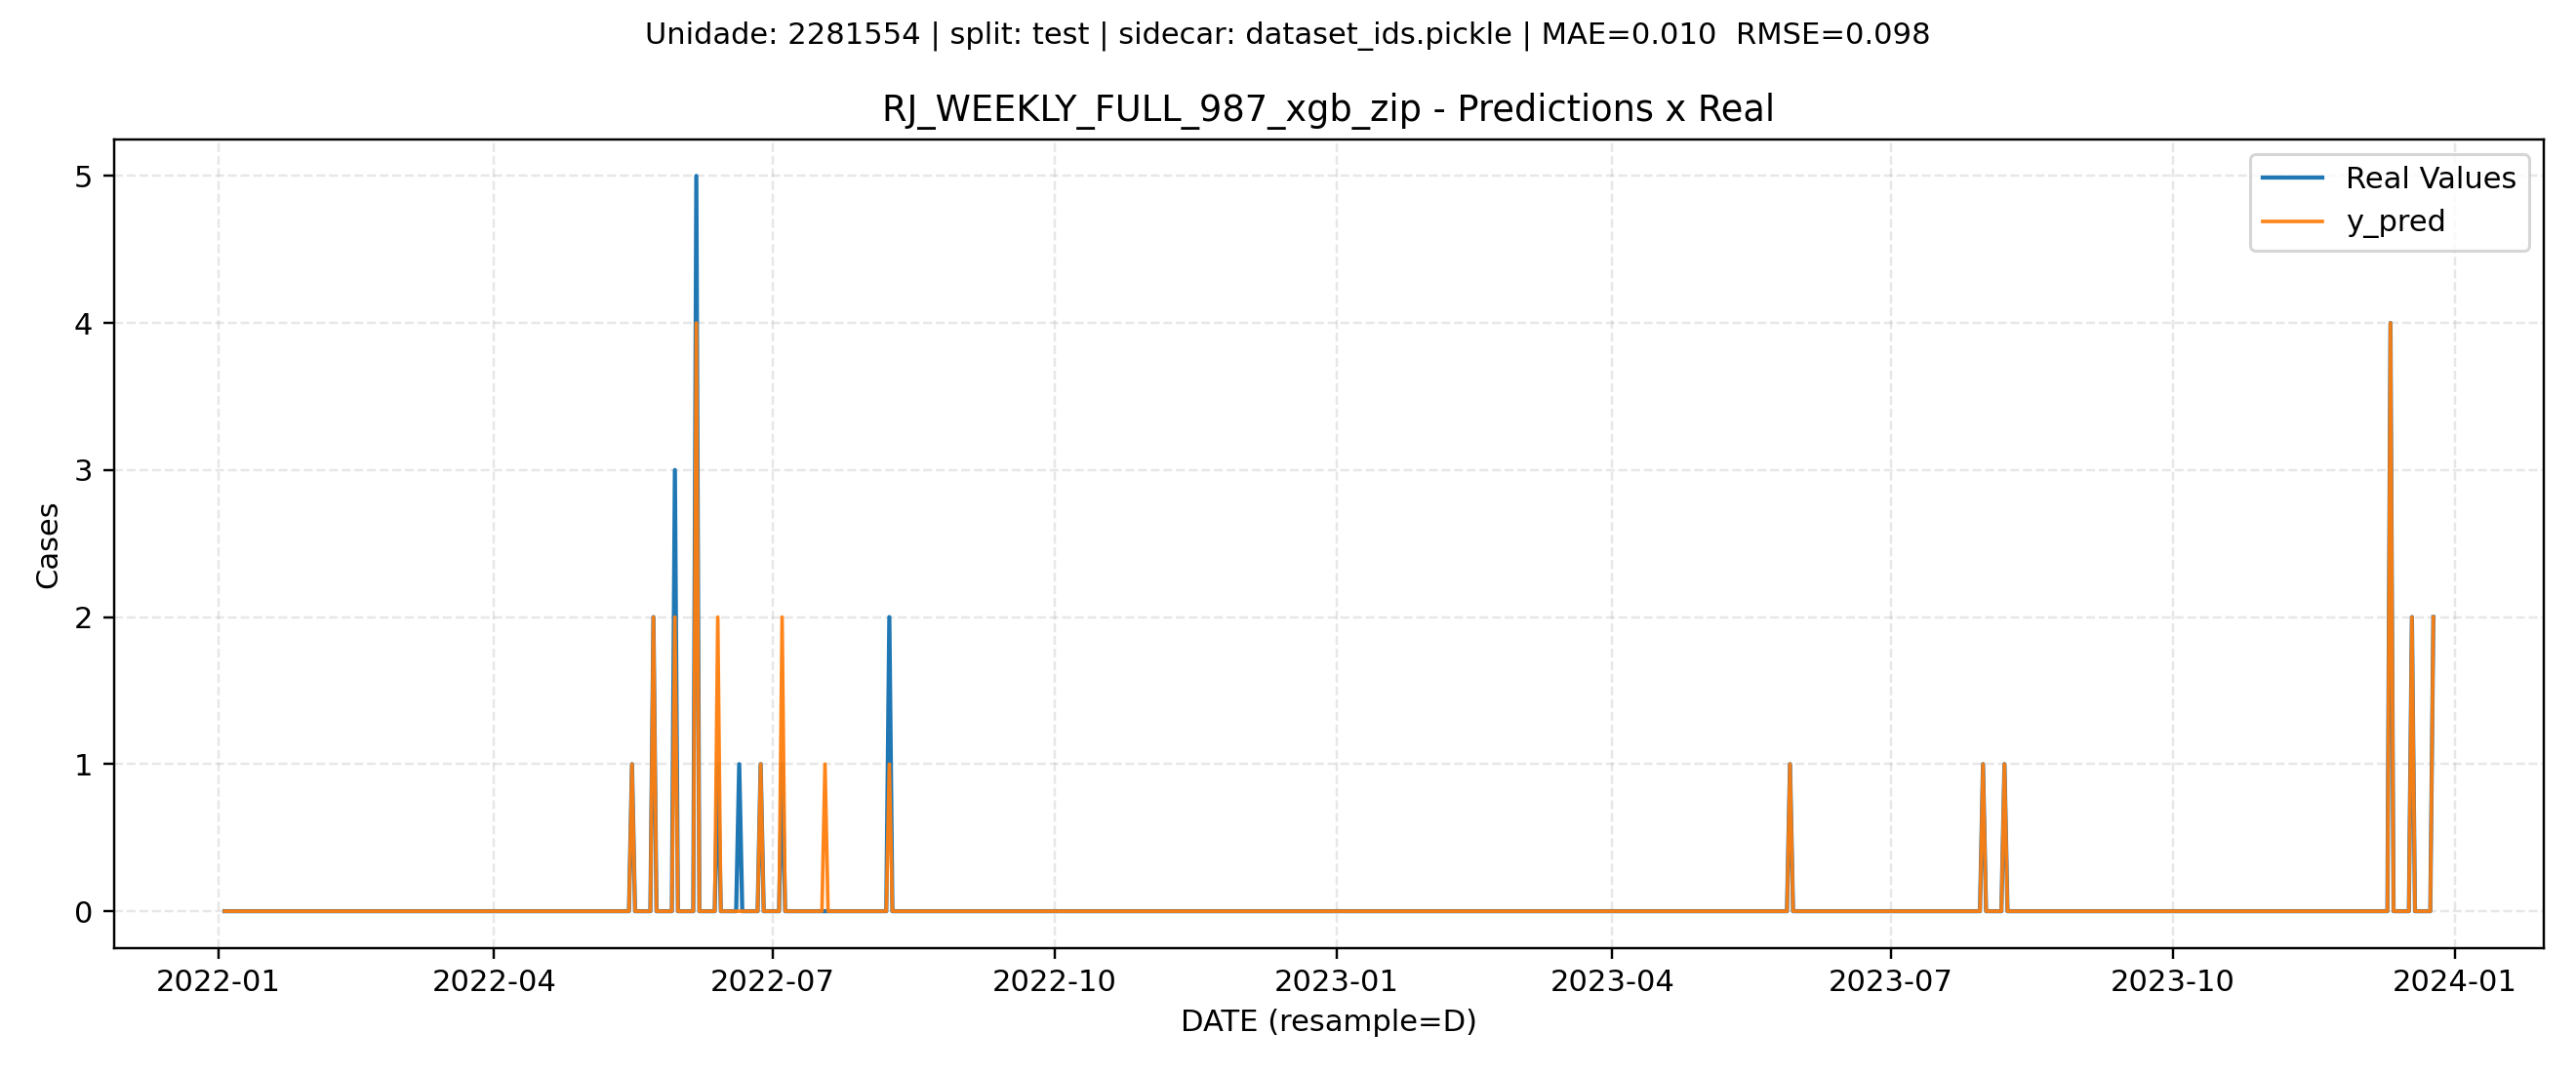 Unidade: 2281554 | split: test | sidecar: dataset_ids.pickle | MAE=0.010  RMSE=0.098
RJ_WEEKLY_FULL_987_xgb_zip - Predictions x Real
Real Values
y_pred
5
4
3
2
1
0
Cases
2022-01
2022-04
2022-07
2022-10
2023-01
2023-04
2023-07
2023-10
2024-01
DATE (resample=D)